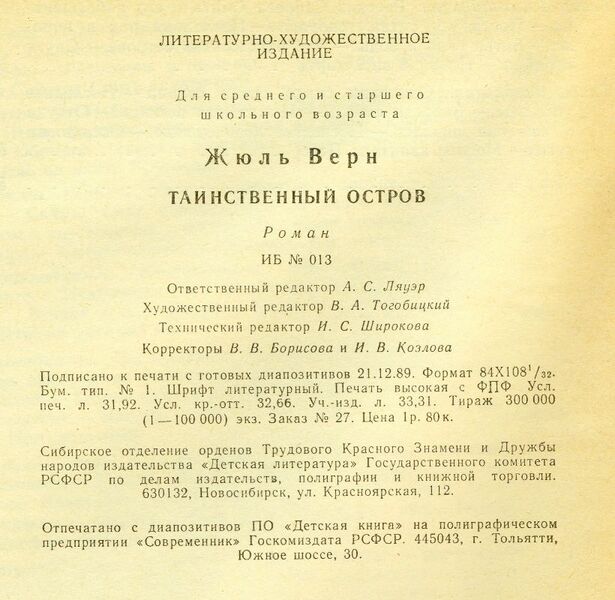 ЛИТЕРАТУРНО-ХУДОЖЕСТВЕННОЕ
ИЗДАНИЕ
Для среднего и старшего
школьного возраста
Жюль Верн
ТАИНСТВЕННЫЙ ОСТРОВ
Роман
ИБ № 013
Ответственный редактор А. С. Ляуэр
Художественный редактор В. А. Тогобицкий
Технический редактор И. С. Широкова
Корректоры В. В. Борисова и И. В. Козлова
Подписано к печати с готовых диапозитивов 21.12.89. Формат 84Х108¹/₃₂.
Бум. тип. № 1. Шрифт литературный. Печать высокая с ФПФ Усл.
печ. л. 31,92. Усл. кр.-отт. 32,66. Уч.-изд. л. 33,31. Тираж 300 000
(1—100 000) экз. Заказ № 27. Цена 1р. 80к.
Сибирское отделение орденов Трудового Красного Знамени и Дружбы
народов издательства «Детская литература» Государственного комитета
РСФСР по делам издательств, полиграфии и книжной торговли.
630132, Новосибирск, ул. Красноярская, 112.
Отпечатано с диапозитивов ПО «Детская книга» на полиграфическом
предприятии «Современник» Госкомиздата РСФСР. 445043, г. Тольятти,
Южное шоссе, 30.